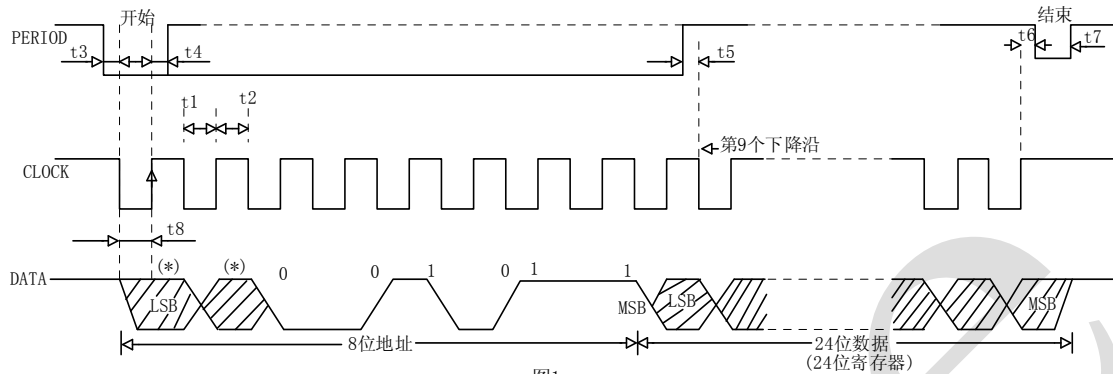 开始
结束
PERIOD
t3
t4
t5
t6
t7
t1
t2
第9个下降沿
CLOCK
t8
DATA
(*)
(*)
0
0
1
0
1
1
LSB
MSB
LSB
MSB
8位地址
24位数据
(24位寄存器)